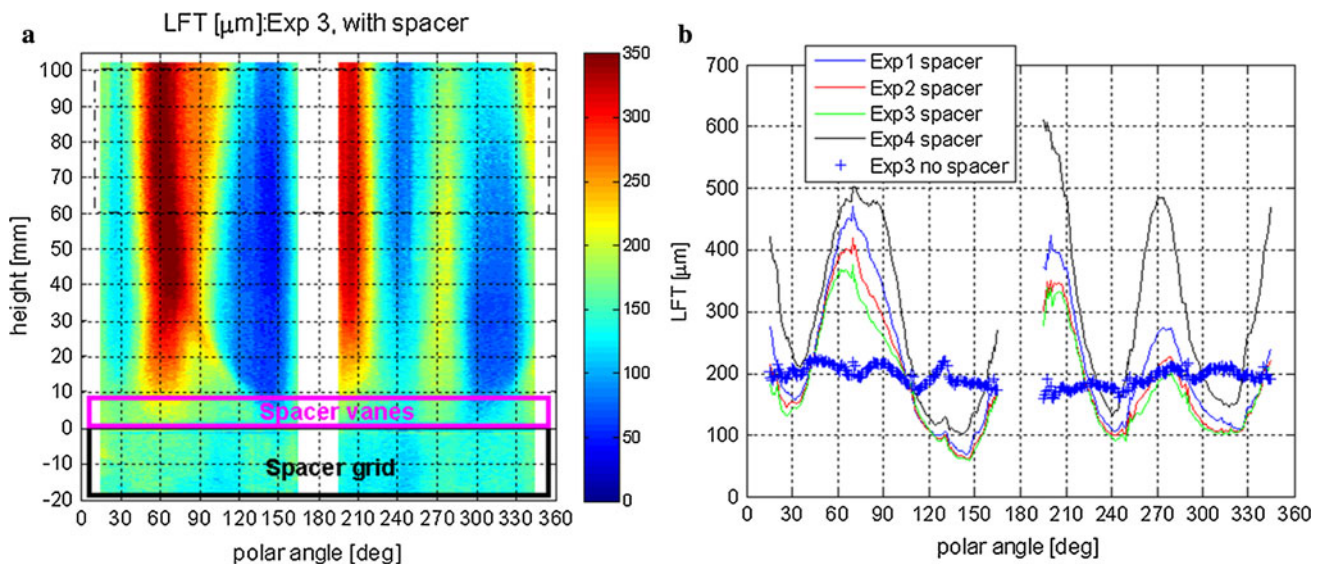 a
LFT [μm]:Exp 3, with spacer
100
90
80
70
60
50
40
30
20
10
0
-10
-20
height [mm]
Spacer vanes
Spacer grid
0 30 60 90 120 150 180 210 240 270 300 330 360
polar angle [deg]
350
300
250
200
150
100
50
0
b
Exp1 spacer
Exp2 spacer
Exp3 spacer
Exp4 spacer
Exp3 no spacer
700
600
500
400
300
200
100
0
LFT [μm]
0 30 60 90 120 150 180 210 240 270 300 330 360
polar angle [deg]